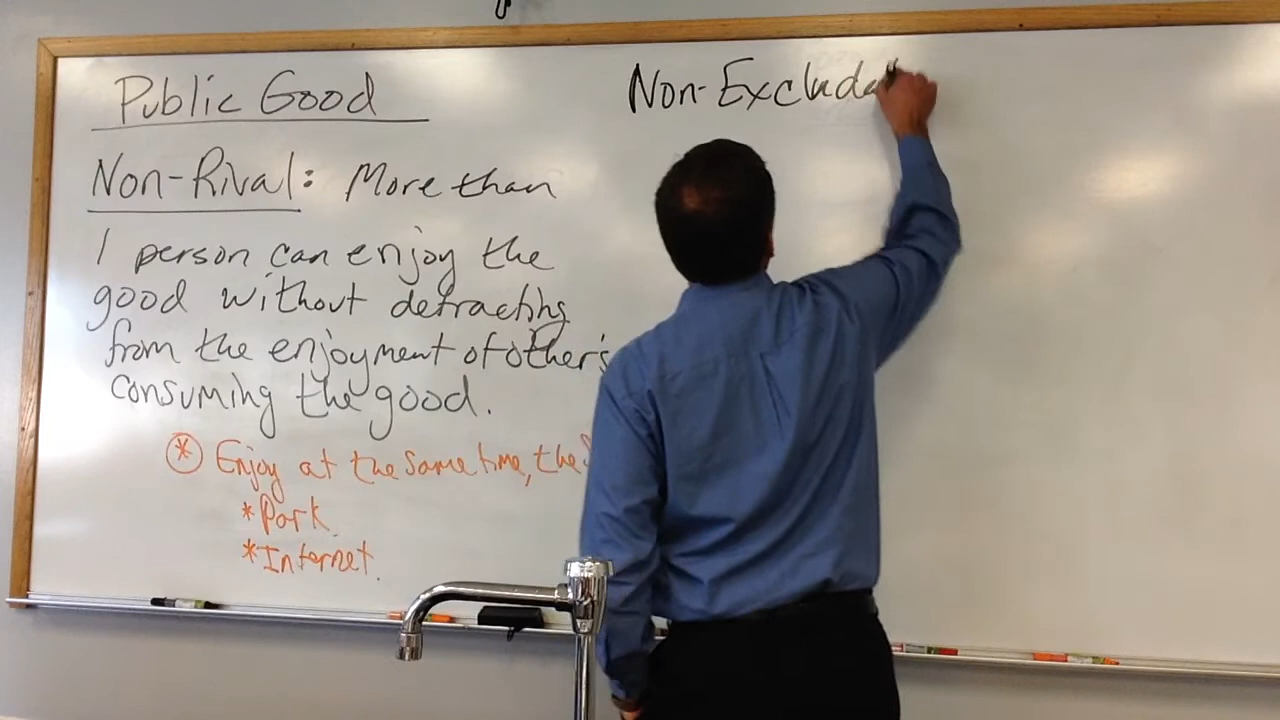 Public Good
Non-Rival: More than
1 person can enjoy the
good without detracting
from the enjoyment of other's
consuming the good.
* Enjoy at the same time, the
* Park
* Internet.
Non-Excluda